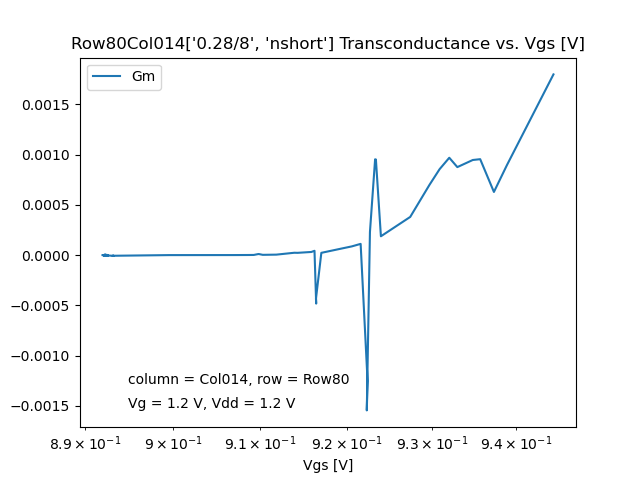 Row80Col014['0.28/8', 'nshort'] Transconductance vs. Vgs [V]
Gm
0.0015
0.0010
0.0005
0.0000
−0.0005
−0.0010
−0.0015
column = Col014, row = Row80
Vg = 1.2 V, Vdd = 1.2 V
8.9 × 10⁻¹ 9 × 10⁻¹ 9.1 × 10⁻¹ 9.2 × 10⁻¹ 9.3 × 10⁻¹ 9.4 × 10⁻¹
Vgs [V]